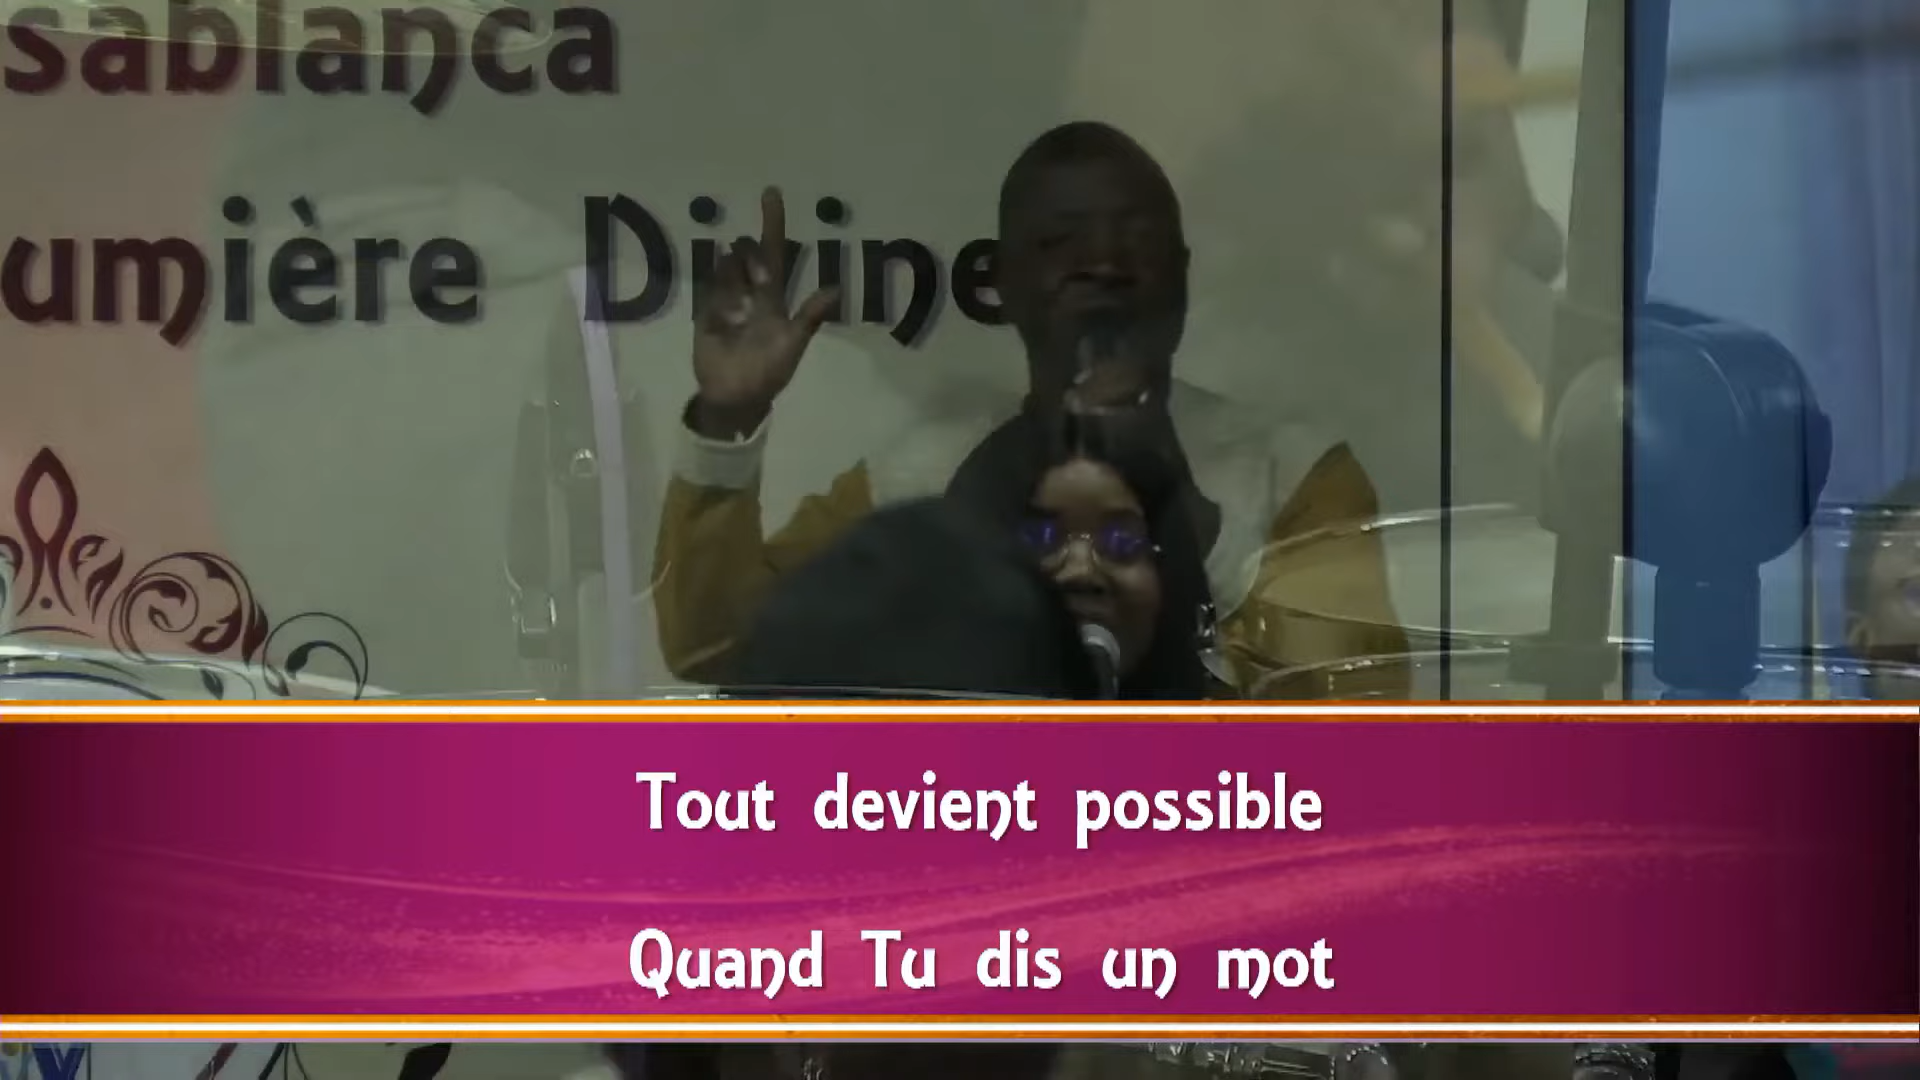 sablanca
umière Divine
Tout devient possible
Quand Tu dis un mot